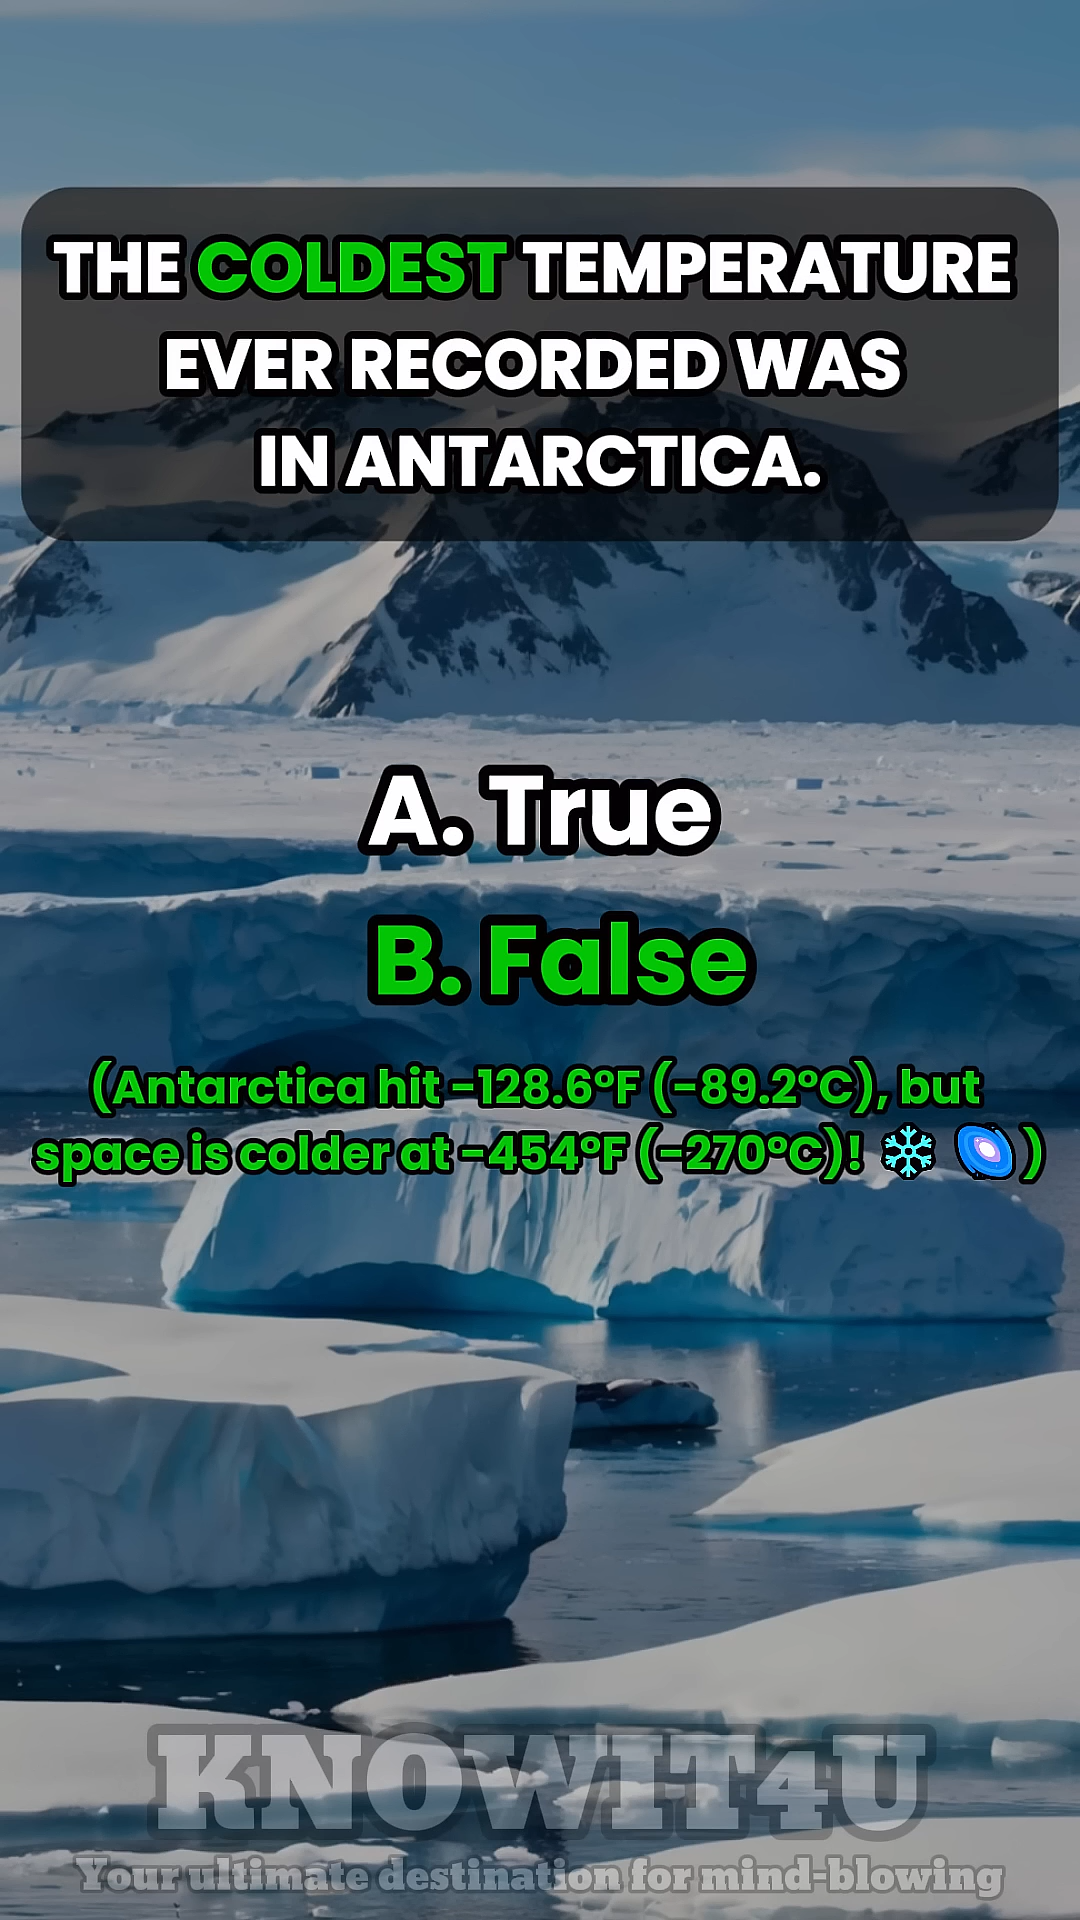 THE COLDEST TEMPERATURE
EVER RECORDED WAS
IN ANTARCTICA.
A. True
B. False
(Antarctica hit -128.6°F (-89.2°C), but
space is colder at -454°F (-270°C)! ❄️ 🌌)
KNOWIT4U
Your ultimate destination for mind-blowing